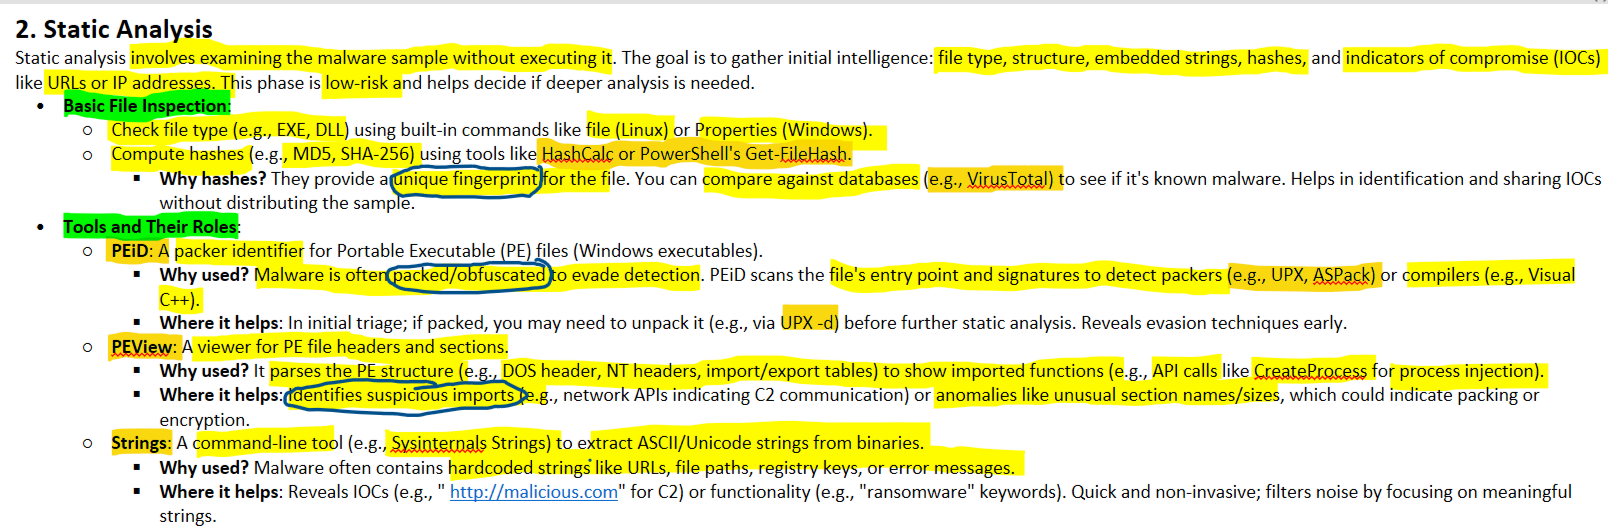 2. Static Analysis
Static analysis involves examining the malware sample without executing it. The goal is to gather initial intelligence: file type, structure, embedded strings, hashes, and indicators of compromise (IOCs)
like URLs or IP addresses. This phase is low-risk and helps decide if deeper analysis is needed.
• Basic File Inspection:
○ Check file type (e.g., EXE, DLL) using built-in commands like file (Linux) or Properties (Windows).
○ Compute hashes (e.g., MD5, SHA-256) using tools like HashCalc or PowerShell's Get-FileHash.
▪ Why hashes? They provide a unique fingerprint for the file. You can compare against databases (e.g., VirusTotal) to see if it's known malware. Helps in identification and sharing IOCs
without distributing the sample.
• Tools and Their Roles:
○ PEiD: A packer identifier for Portable Executable (PE) files (Windows executables).
▪ Why used? Malware is often packed/obfuscated to evade detection. PEiD scans the file's entry point and signatures to detect packers (e.g., UPX, ASPack) or compilers (e.g., Visual
C++).
▪ Where it helps: In initial triage; if packed, you may need to unpack it (e.g., via UPX -d) before further static analysis. Reveals evasion techniques early.
○ PEView: A viewer for PE file headers and sections.
▪ Why used? It parses the PE structure (e.g., DOS header, NT headers, import/export tables) to show imported functions (e.g., API calls like CreateProcess for process injection).
▪ Where it helps: Identifies suspicious imports (e.g., network APIs indicating C2 communication) or anomalies like unusual section names/sizes, which could indicate packing or
encryption.
○ Strings: A command-line tool (e.g., Sysinternals Strings) to extract ASCII/Unicode strings from binaries.
▪ Why used? Malware often contains hardcoded strings like URLs, file paths, registry keys, or error messages.
▪ Where it helps: Reveals IOCs (e.g., " http://malicious.com" for C2) or functionality (e.g., "ransomware" keywords). Quick and non-invasive; filters noise by focusing on meaningful
strings.